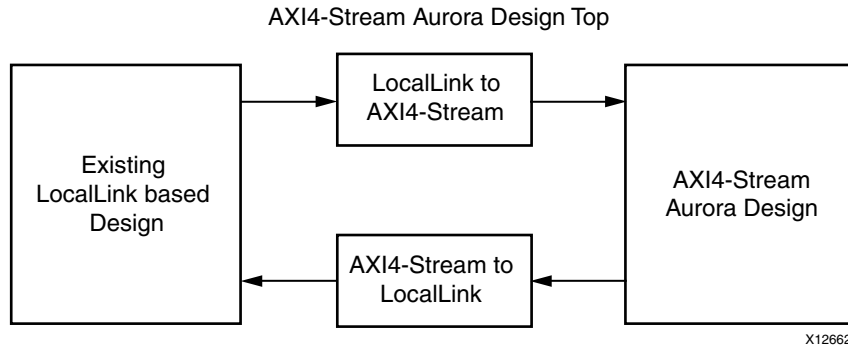 AXI4-Stream Aurora Design Top
LocalLink to
AXI4-Stream
Existing
LocalLink based
Design
AXI4-Stream
Aurora Design
AXI4-Stream to
LocalLink
X12662